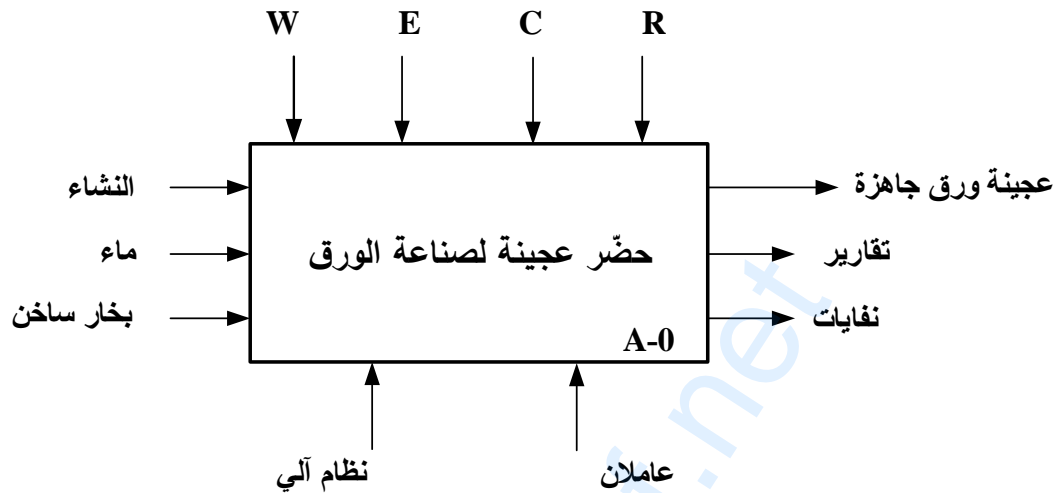 W E C R
النشاء
ماء
بخار ساخن
حضّر عجينة لصناعة الورق
A-0
عجينة ورق جاهزة
تقارير
نفايات
نظام آلي
عاملان